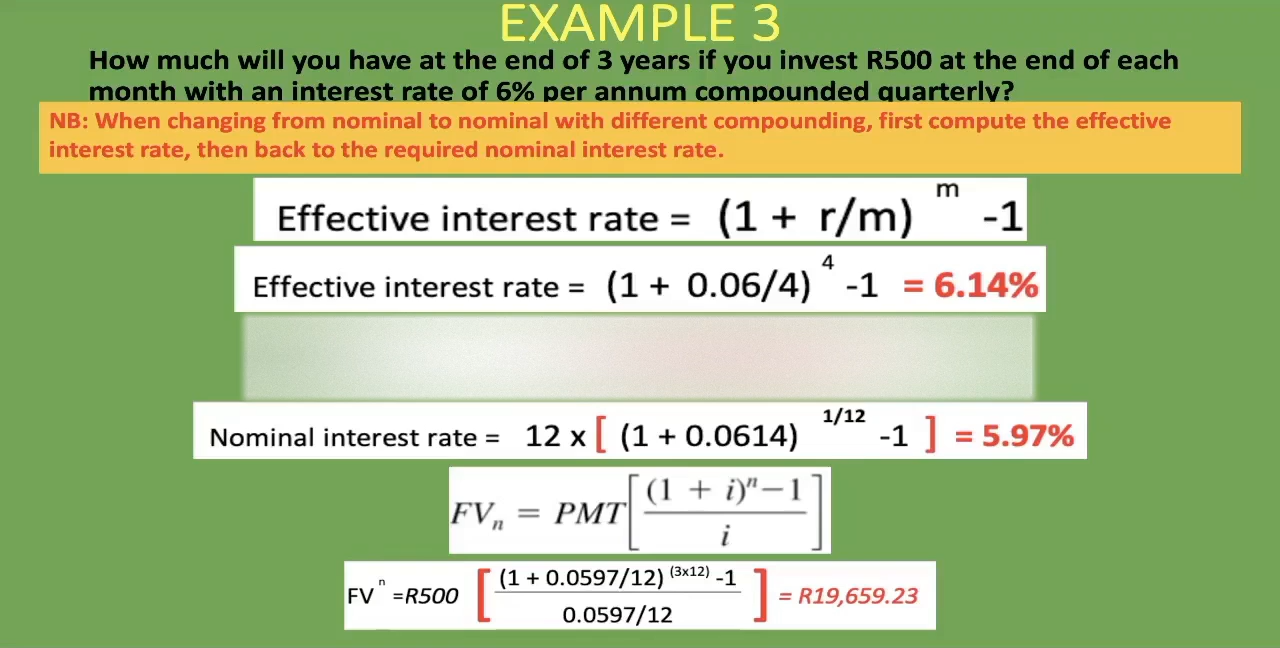 EXAMPLE 3
How much will you have at the end of 3 years if you invest R500 at the end of each
month with an interest rate of 6% per annum compounded quarterly?
NB: When changing from nominal to nominal with different compounding, first compute the effective
interest rate, then back to the required nominal interest rate.
Effective interest rate = (1 + r/m) ^m -1
Effective interest rate = (1 + 0.06/4) ^4 -1 = 6.14%
Nominal interest rate = 12 x [ (1 + 0.0614) ^1/12 -1 ] = 5.97%
FVₙ = PMT[ (1 + i)ⁿ−1 / i ]
FV ⁿ =R500 [ (1 + 0.0597/12) ^(3x12) -1 / 0.0597/12 ] = R19,659.23